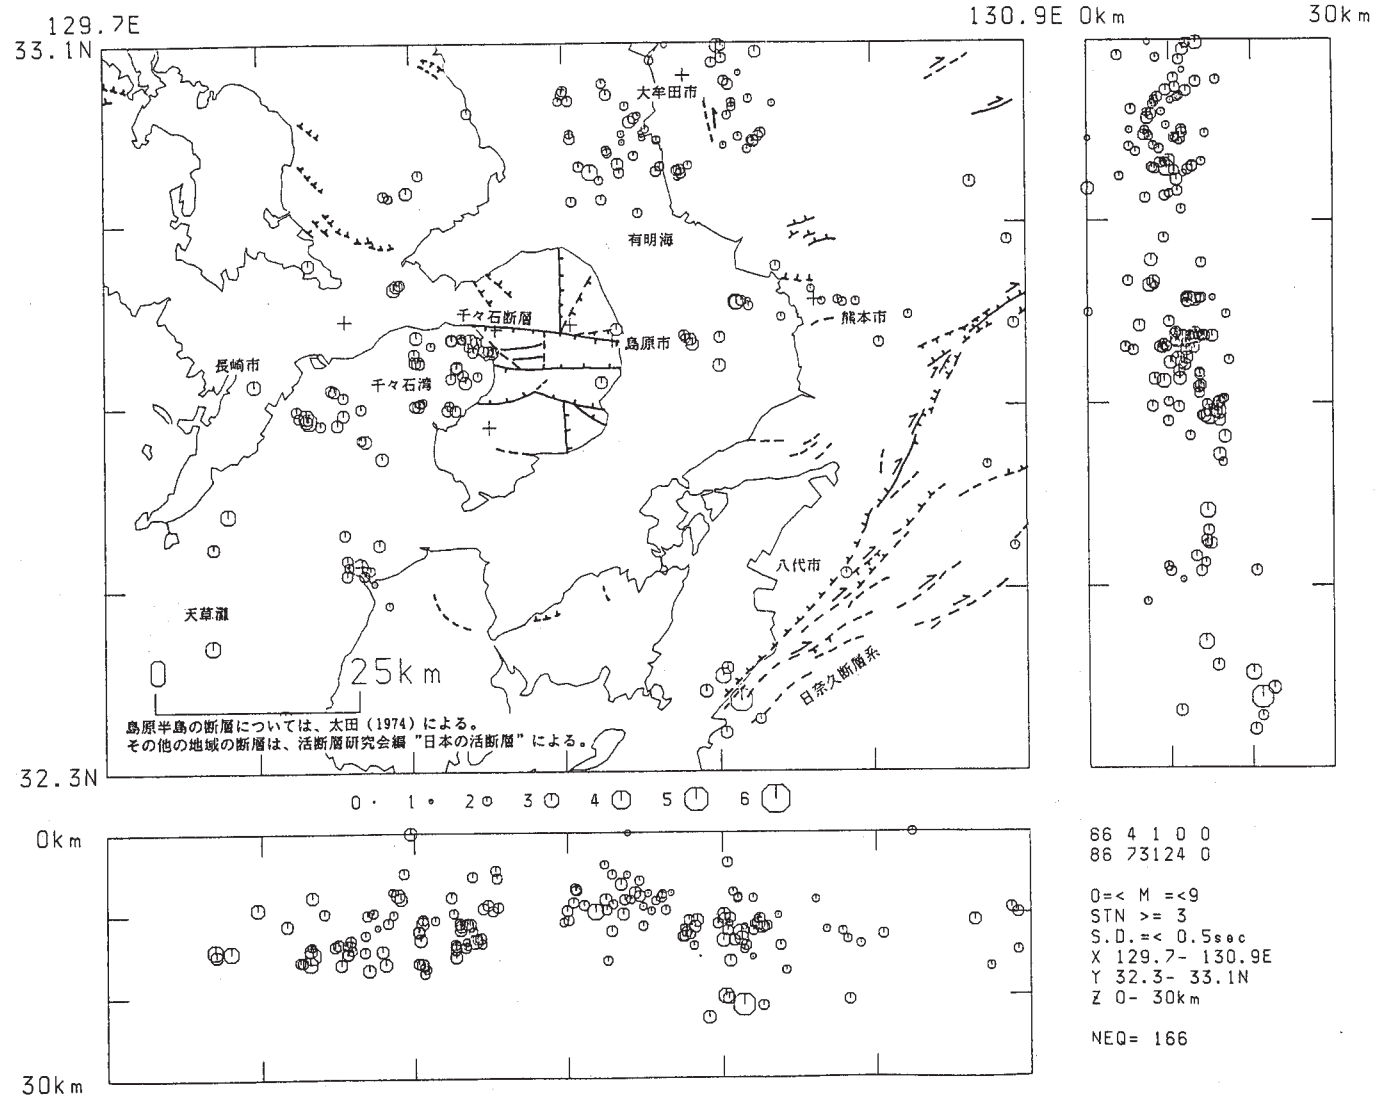 129.7E
130.9E 0km 30km
33.1N
大牟田市
有明海
千々石断層
島原市
熊本市
長崎市
千々石湾
八代市
天草灘
日奈久断層系
0 25km
島原半島の断層については、太田(1974)による。
その他の地域の断層は、活断層研究会編 "日本の活断層" による。
32.3N
0 1 2 3 4 5 6
0km
30km
86 4 1 0 0
86 73124 0
0=< M =<9
STN >= 3
S.D.=< 0.5sec
X 129.7- 130.9E
Y 32.3- 33.1N
Z 0- 30km
NEQ= 166